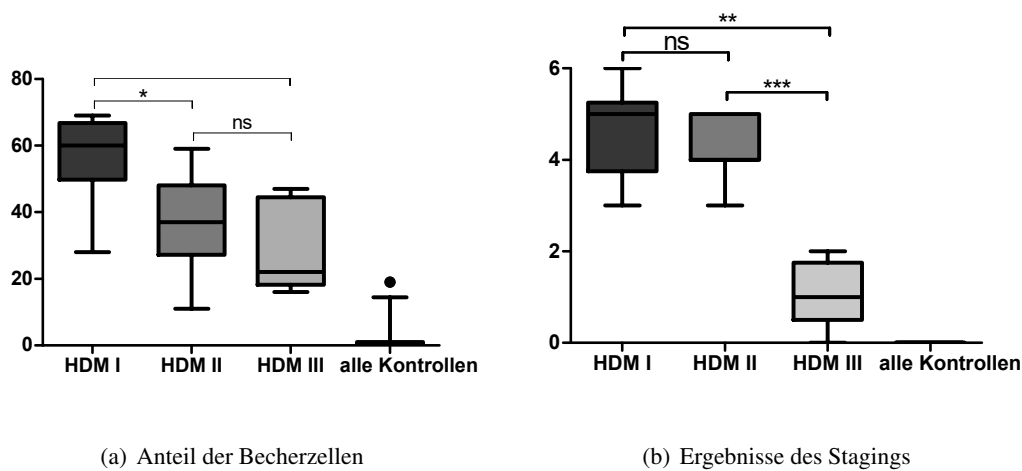 80
60
40
20
0
*
ns
HDM I
HDM II
HDM III
alle Kontrollen
(a) Anteil der Becherzellen
**
ns
***
6
4
2
0
HDM I
HDM II
HDM III
alle Kontrollen
(b) Ergebnisse des Stagings